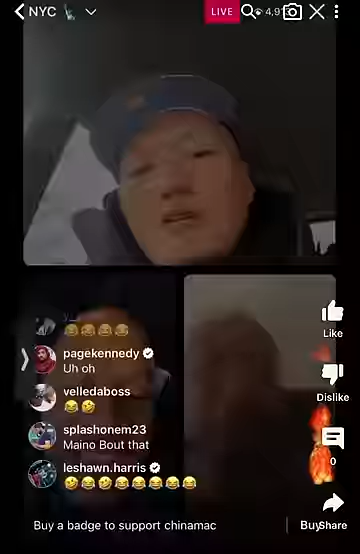 NYC 🗽
LIVE
4,9
Like
pagekennedy
Uh oh
Dislike
velledaboss
😂🤣
splashonem23
Maino Bout that
0
leshawn.harris
🤣😂🤣😂😂😂😂😂
Buy a badge to support chinamac
Buy
Share